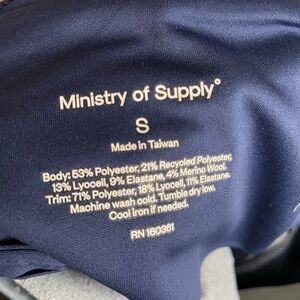 Ministry of Supply°
S
Made in Taiwan
Body: 53% Polyester, 21% Recycled Polyester,
13% Lyocell, 9% Elastane, 4% Merino Wool.
Trim: 71% Polyester, 18% Lyocell, 11% Elastane.
Machine wash cold. Tumble dry low.
Cool iron if needed.
RN 160361